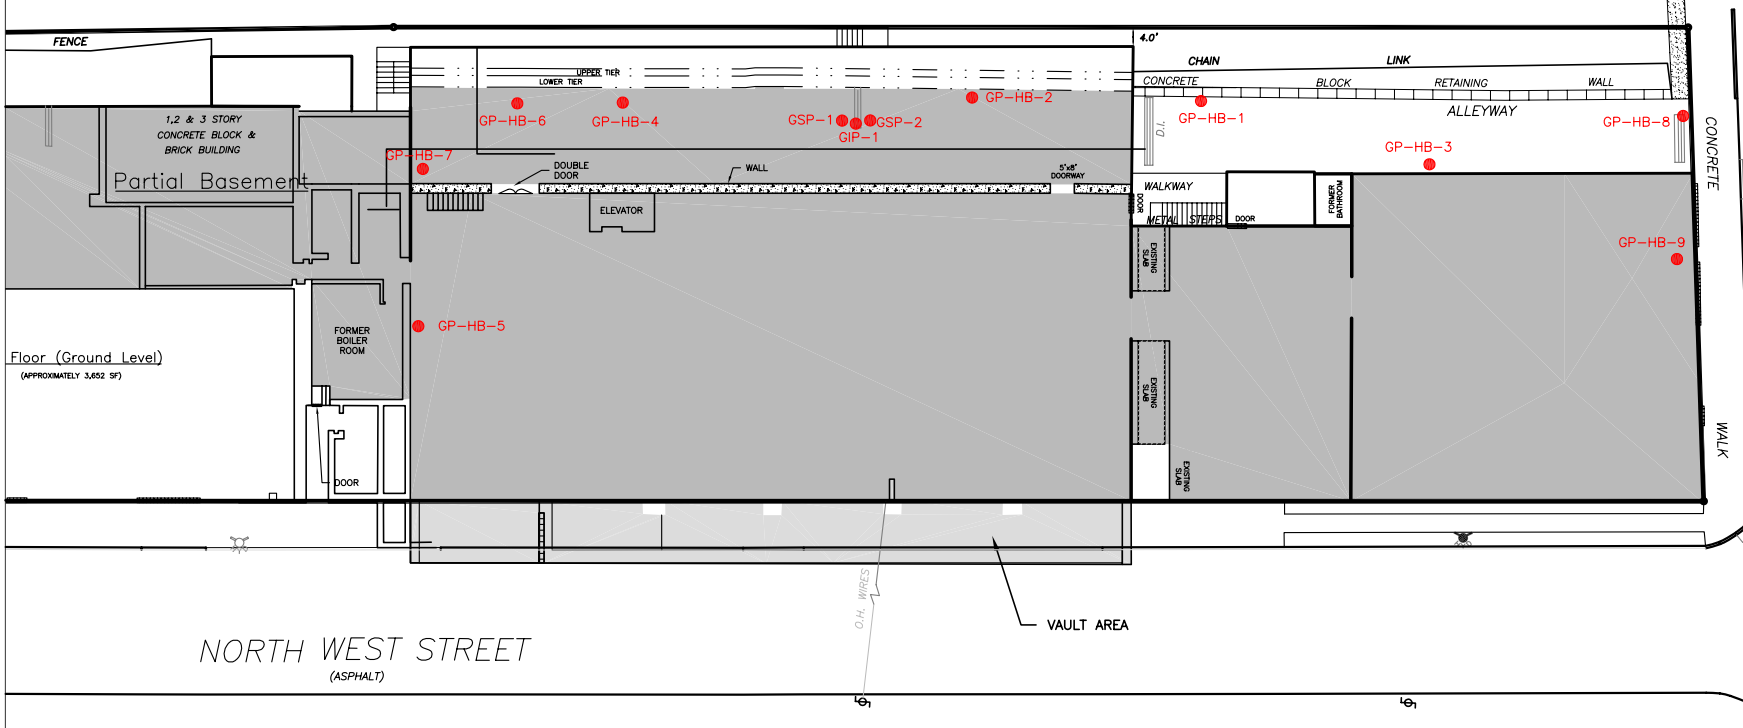 FENCE
4.0'
CHAIN LINK
UPPER TIER
LOWER TIER
CONCRETE BLOCK RETAINING WALL
ALLEYWAY
GP-HB-6
GP-HB-4
GSP-1
GIP-1
GSP-2
GP-HB-2
GP-HB-1
D.I.
GP-HB-8
GP-HB-3
CONCRETE
1,2 & 3 STORY
CONCRETE BLOCK &
BRICK BUILDING
GP-HB-7
Partial Basement
DOUBLE
DOOR
WALL
5'x8'
DOORWAY
WALKWAY
DOOR
METAL STEPS
DOOR
FORMER
BATHROOM
ELEVATOR
EXISTING
SLAB
GP-HB-9
GP-HB-5
FORMER
BOILER
ROOM
Floor (Ground Level)
(APPROXIMATELY 3,652 SF)
EXISTING
SLAB
WALK
EXISTING
SLAB
DOOR
O.H. WIRES
VAULT AREA
NORTH WEST STREET
(ASPHALT)